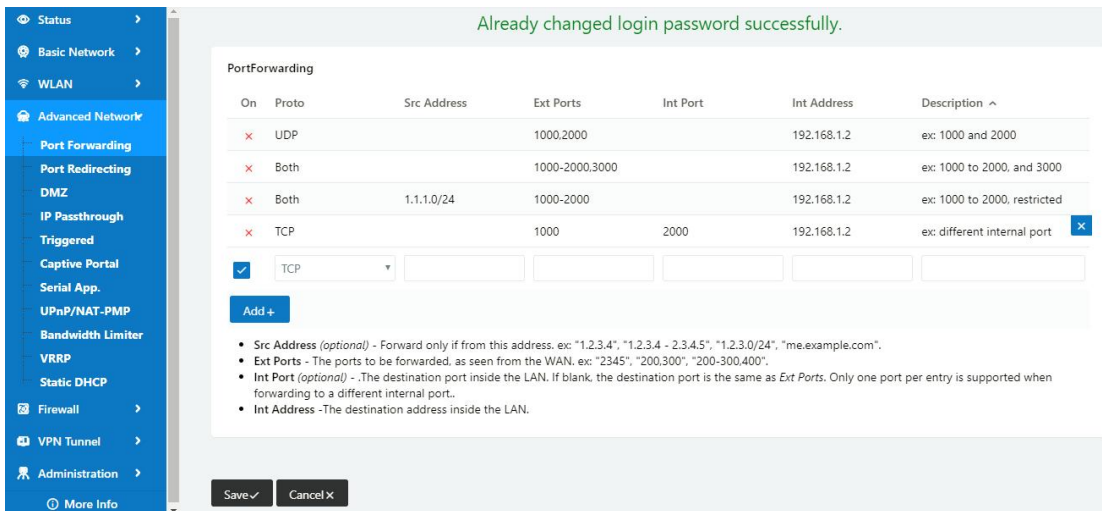 Status
Basic Network
WLAN
Advanced Network
Port Forwarding
Port Redirecting
DMZ
IP Passthrough
Triggered
Captive Portal
Serial App.
UPnP/NAT-PMP
Bandwidth Limiter
VRRP
Static DHCP
Firewall
VPN Tunnel
Administration
More Info
Already changed login password successfully.
PortForwarding
On Proto Src Address Ext Ports Int Port Int Address Description
UDP 1000,2000 192.168.1.2 ex: 1000 and 2000
Both 1000-2000,3000 192.168.1.2 ex: 1000 to 2000, and 3000
Both 1.1.1.0/24 1000-2000 192.168.1.2 ex: 1000 to 2000, restricted
TCP 1000 2000 192.168.1.2 ex: different internal port
TCP
Add +
• Src Address (optional) - Forward only if from this address. ex: "1.2.3.4", "1.2.3.4 - 2.3.4.5", "1.2.3.0/24", "me.example.com".
• Ext Ports - The ports to be forwarded, as seen from the WAN. ex: "2345", "200,300", "200-300,400".
• Int Port (optional) - .The destination port inside the LAN. If blank, the destination port is the same as Ext Ports. Only one port per entry is supported when
forwarding to a different internal port..
• Int Address -The destination address inside the LAN.
Save Cancel